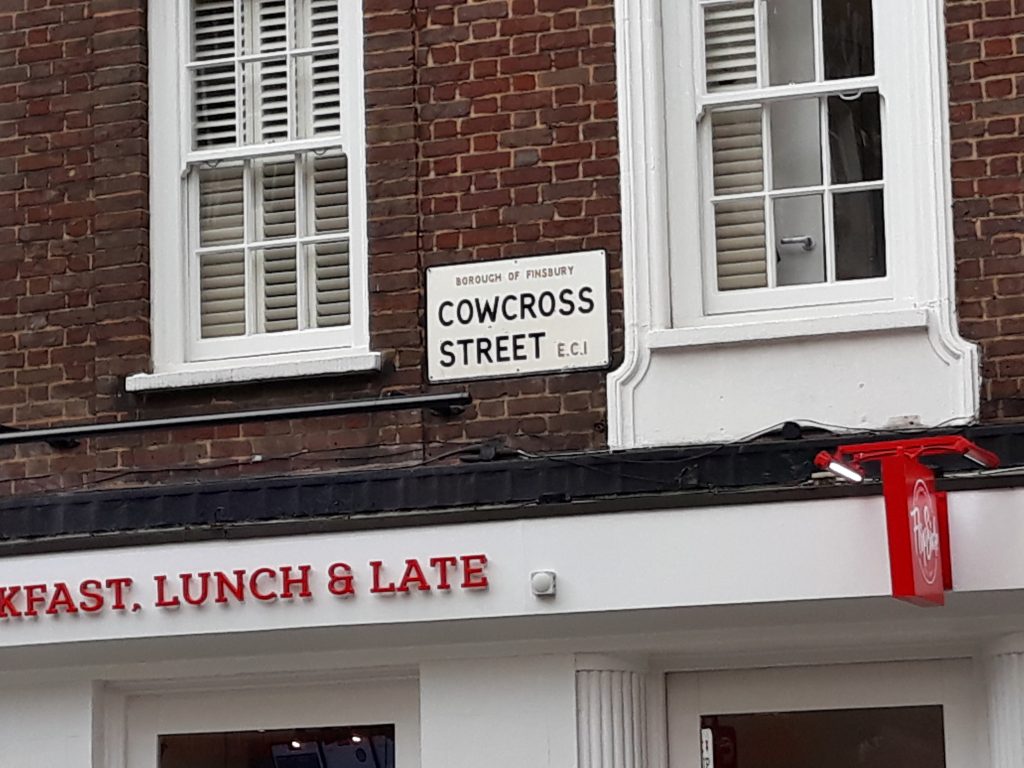 BOROUGH OF FINSBURY
COWCROSS
STREET E.C.1
KFAST, LUNCH & LATE